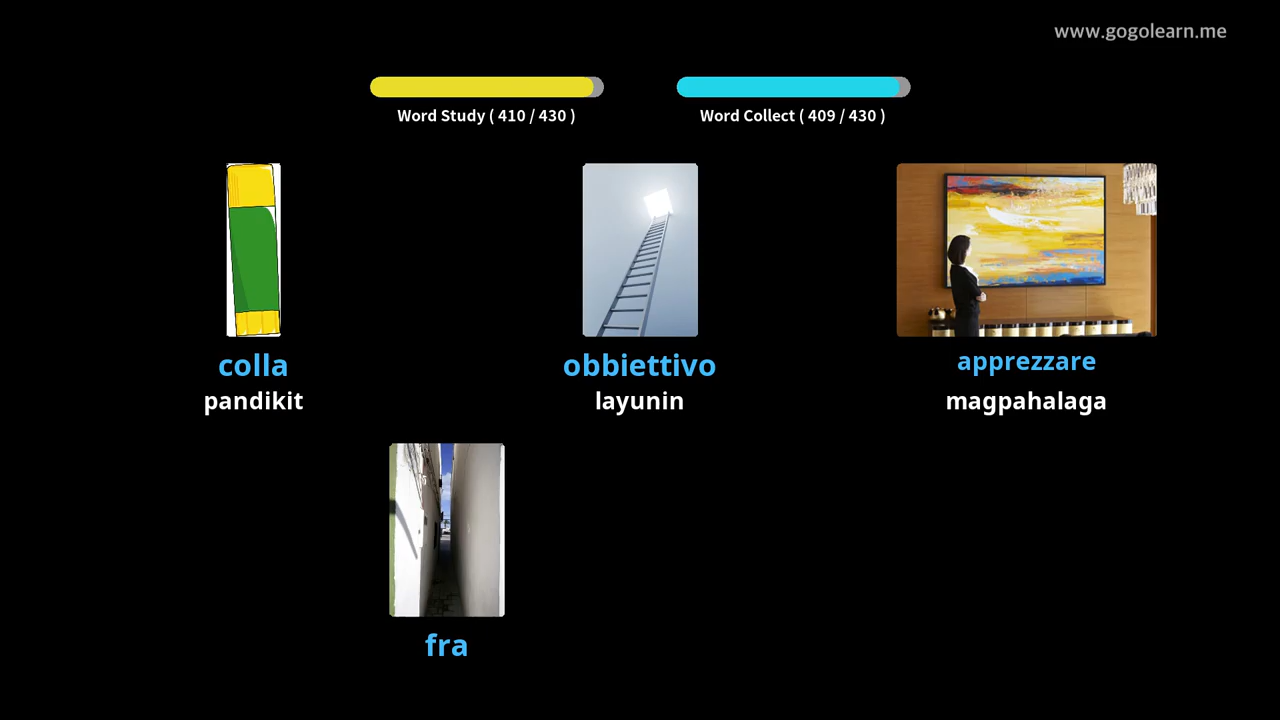 www.gogolearn.me
Word Study ( 410 / 430 )
Word Collect ( 409 / 430 )
colla
pandikit
obbiettivo
layunin
apprezzare
magpahalaga
fra